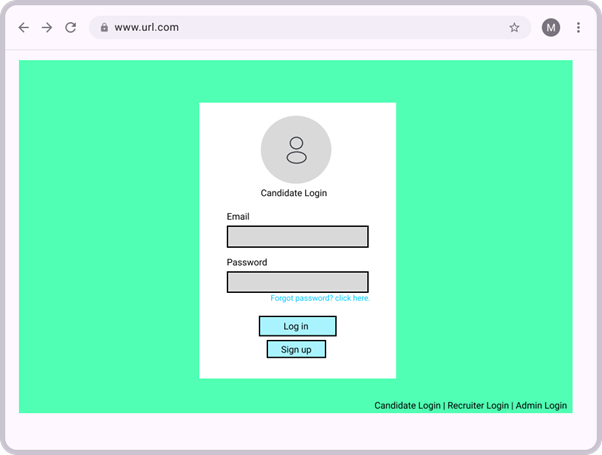 www.url.com
M
Candidate Login
Email
Password
Forgot password? click here.
Log in
Sign up
Candidate Login | Recruiter Login | Admin Login